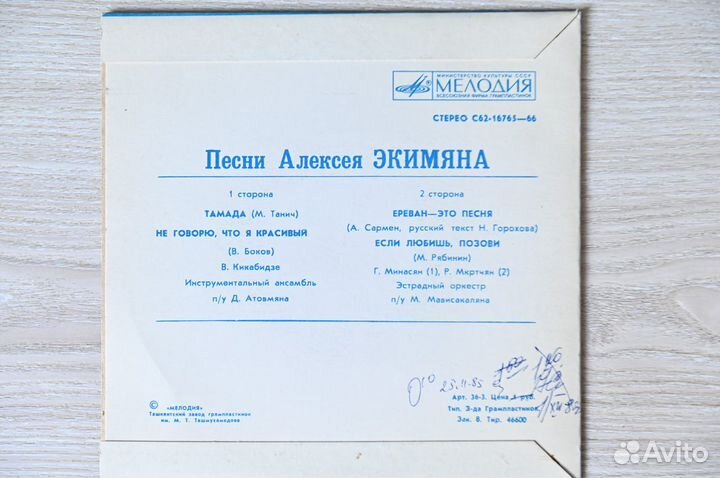 МИНИСТЕРСТВО КУЛЬТУРЫ СССР
МЕЛОДИЯ
ВСЕСОЮЗНАЯ ФИРМА ГРАМПЛАСТИНОК
СТЕРЕО С62-16765—66
Песни Алексея ЭКИМЯНА
1 сторона
ТАМАДА (М. Танич)
НЕ ГОВОРЮ, ЧТО Я КРАСИВЫЙ
(В. Боков)
В. Кикабидзе
Инструментальный ансамбль
п/у Д. Атовмяна
2 сторона
ЕРЕВАН—ЭТО ПЕСНЯ
(А. Сармен, русский текст Н. Горохова)
ЕСЛИ ЛЮБИШЬ, ПОЗОВИ
(М. Рябинин)
Г. Минасян (1), Р. Мкртчян (2)
Эстрадный оркестр
п/у М. Мависакаляна
25.11.85
© «МЕЛОДИЯ»
Ташкентский завод грампластинок
им. М. Т. Ташмухамедова
Арт. 36-3. Цена 1 руб.
Тип. З-да Грампластинок
Зак. 8. Тир. 46600
Avito